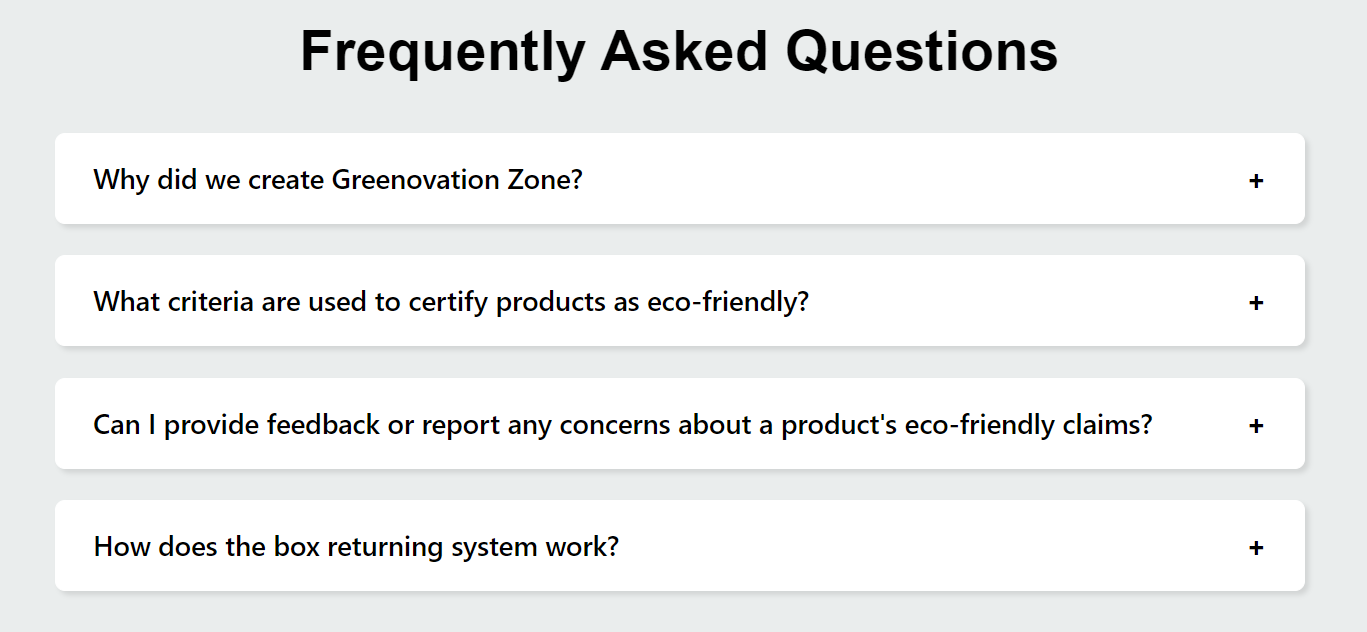 Frequently Asked Questions
Why did we create Greenovation Zone?
+
What criteria are used to certify products as eco-friendly?
+
Can I provide feedback or report any concerns about a product's eco-friendly claims?
+
How does the box returning system work?
+